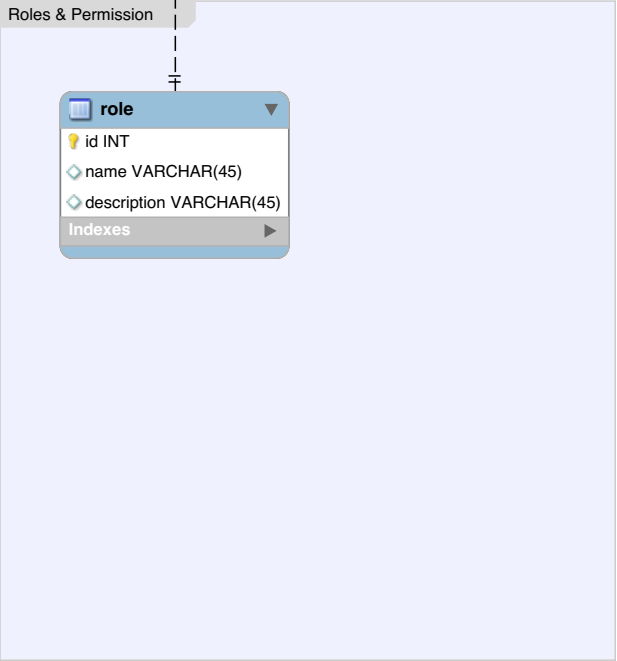 Roles & Permission
role
id INT
name VARCHAR(45)
description VARCHAR(45)
Indexes